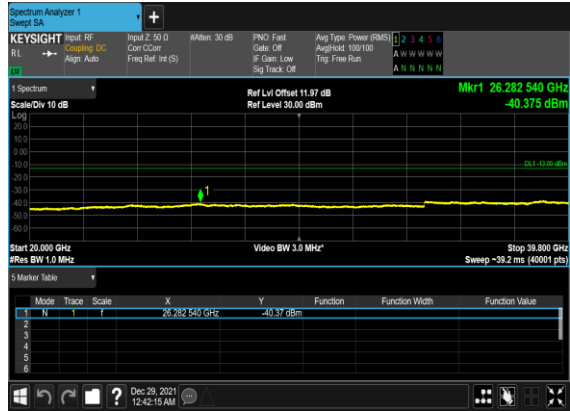 Spectrum Analyzer 1
Swept SA
+
KEYSIGHT Input: RF Input Z: 50 Ω #Atten: 30 dB PNO: Fast Avg Type: Power (RMS) 1 2 3 4 5 6
RL Coupling: DC Corr CCorr Gate: Off Avg|Hold: 100/100 A W W W W W
Align: Auto Freq Ref: Int (S) IF Gain: Low Trig: Free Run
Sig Track: Off A N N N N N
1 Spectrum Ref Lvl Offset 11.97 dB Mkr1 26.282 540 GHz
Scale/Div 10 dB Ref Level 30.00 dBm -40.375 dBm
Log
20.0
10.0
0.00
-10.0 DL1 -13.00 dBm
-20.0
-30.0 1
-40.0
-50.0
-60.0
Start 20.000 GHz Video BW 3.0 MHz* Stop 39.800 GHz
#Res BW 1.0 MHz Sweep ~39.2 ms (40001 pts)
5 Marker Table
Mode Trace Scale X Y Function Function Width Function Value
1 N 1 f 26.282 540 GHz -40.37 dBm
2
3
4
5
6
? Dec 29, 2021
12:42:15 AM